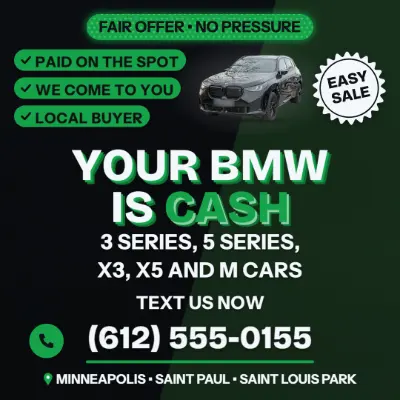 FAIR OFFER • NO PRESSURE
PAID ON THE SPOT
WE COME TO YOU
LOCAL BUYER
EASY
SALE
YOUR BMW
IS CASH
3 SERIES, 5 SERIES,
X3, X5 AND M CARS
TEXT US NOW
(612) 555-0155
MINNEAPOLIS • SAINT PAUL • SAINT LOUIS PARK